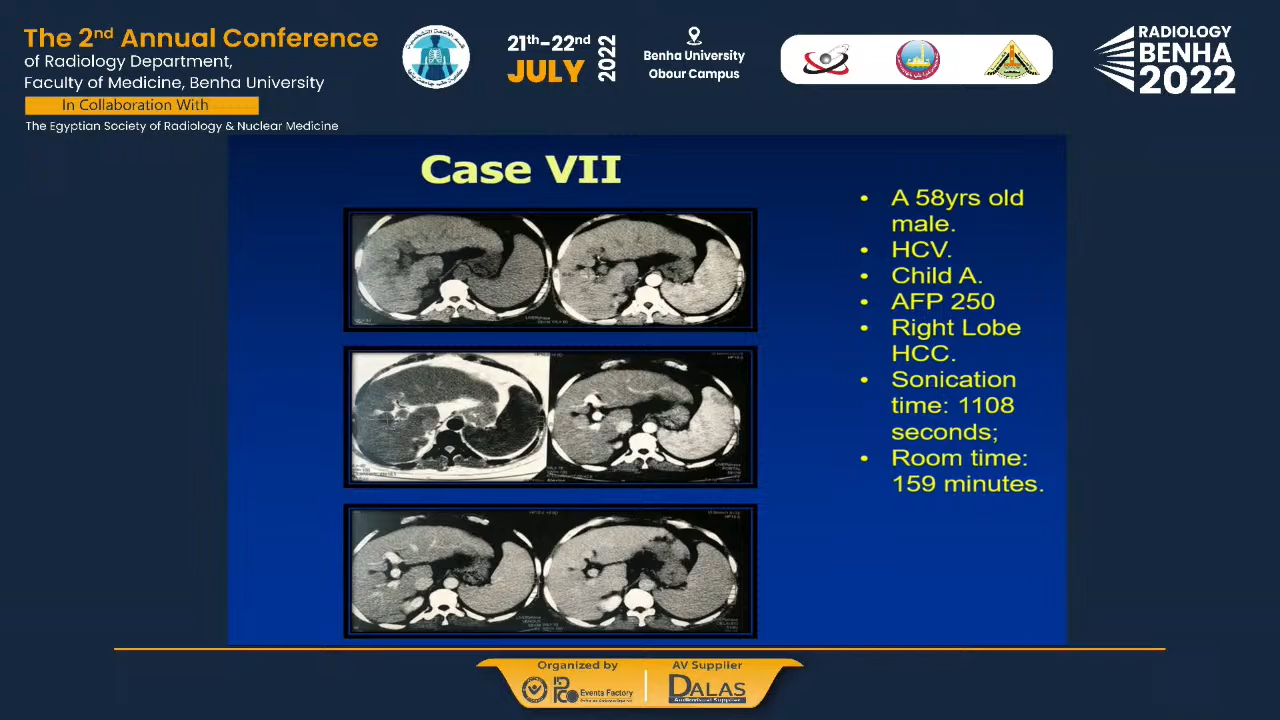 The 2nd Annual Conference
of Radiology Department,
Faculty of Medicine, Benha University
In Collaboration With
The Egyptian Society of Radiology & Nuclear Medicine
21th-22nd
JULY
2022
Benha University
Obour Campus
RADIOLOGY
BENHA
2022
Case VII
• A 58yrs old
male.
• HCV.
• Child A.
• AFP 250
• Right Lobe
HCC.
• Sonication
time: 1108
seconds;
• Room time:
159 minutes.
Organized by
Events Factory
AV Supplier
DALAS
Audiovisual Supplier